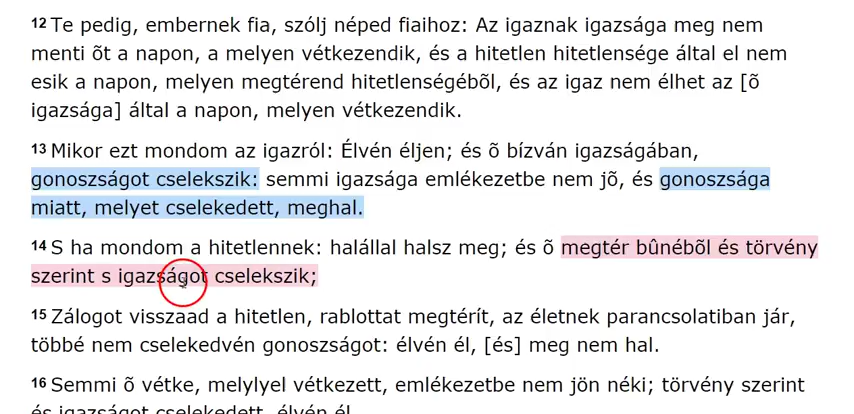 12 Te pedig, embernek fia, szólj néped fiaihoz: Az igaznak igazsága meg nem
menti õt a napon, a melyen vétkezendik, és a hitetlen hitetlensége által el nem
esik a napon, melyen megtérend hitetlenségébõl, és az igaz nem élhet az [õ
igazsága] által a napon, melyen vétkezendik.
13 Mikor ezt mondom az igazról: Élvén éljen; és õ bízván igazságában,
gonoszságot cselekszik: semmi igazsága emlékezetbe nem jõ, és gonoszsága
miatt, melyet cselekedett, meghal.
14 S ha mondom a hitetlennek: halállal halsz meg; és õ megtér bûnébõl és törvény
szerint s igazságot cselekszik;
15 Zálogot visszaad a hitetlen, rablottat megtérít, az életnek parancsolatiban jár,
többé nem cselekedvén gonoszságot: élvén él, [és] meg nem hal.
16 Semmi õ vétke, melylyel vétkezett, emlékezetbe nem jön néki; törvény szerint
és igazságot cselekedett, élvén él.